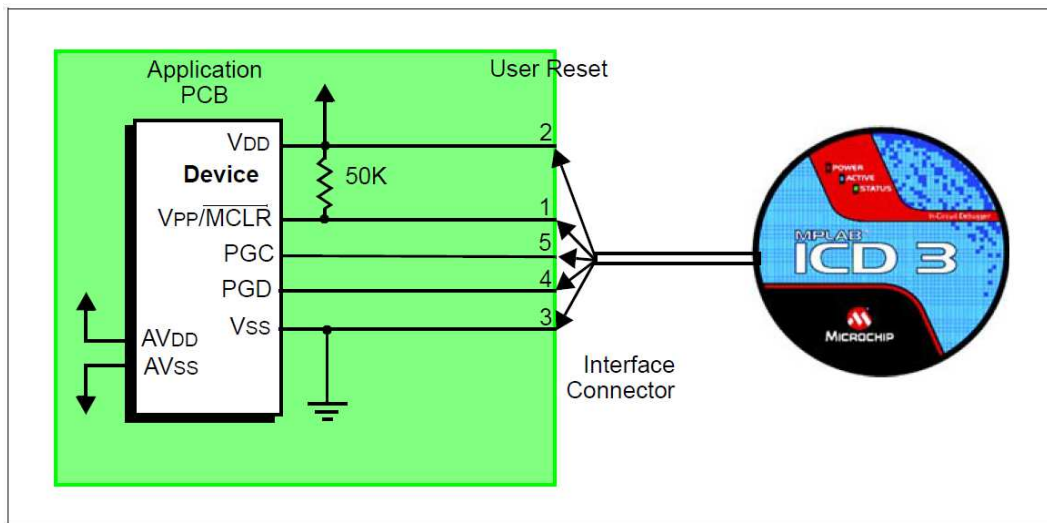 Application
PCB
User Reset
VDD
2
Device
50K
VPP/MCLR
1
PGC
5
PGD
4
VSS
3
AVDD
AVSS
Interface
Connector
POWER
ACTIVE
STATUS
In-Circuit Debugger
MPLAB
ICD 3
MICROCHIP